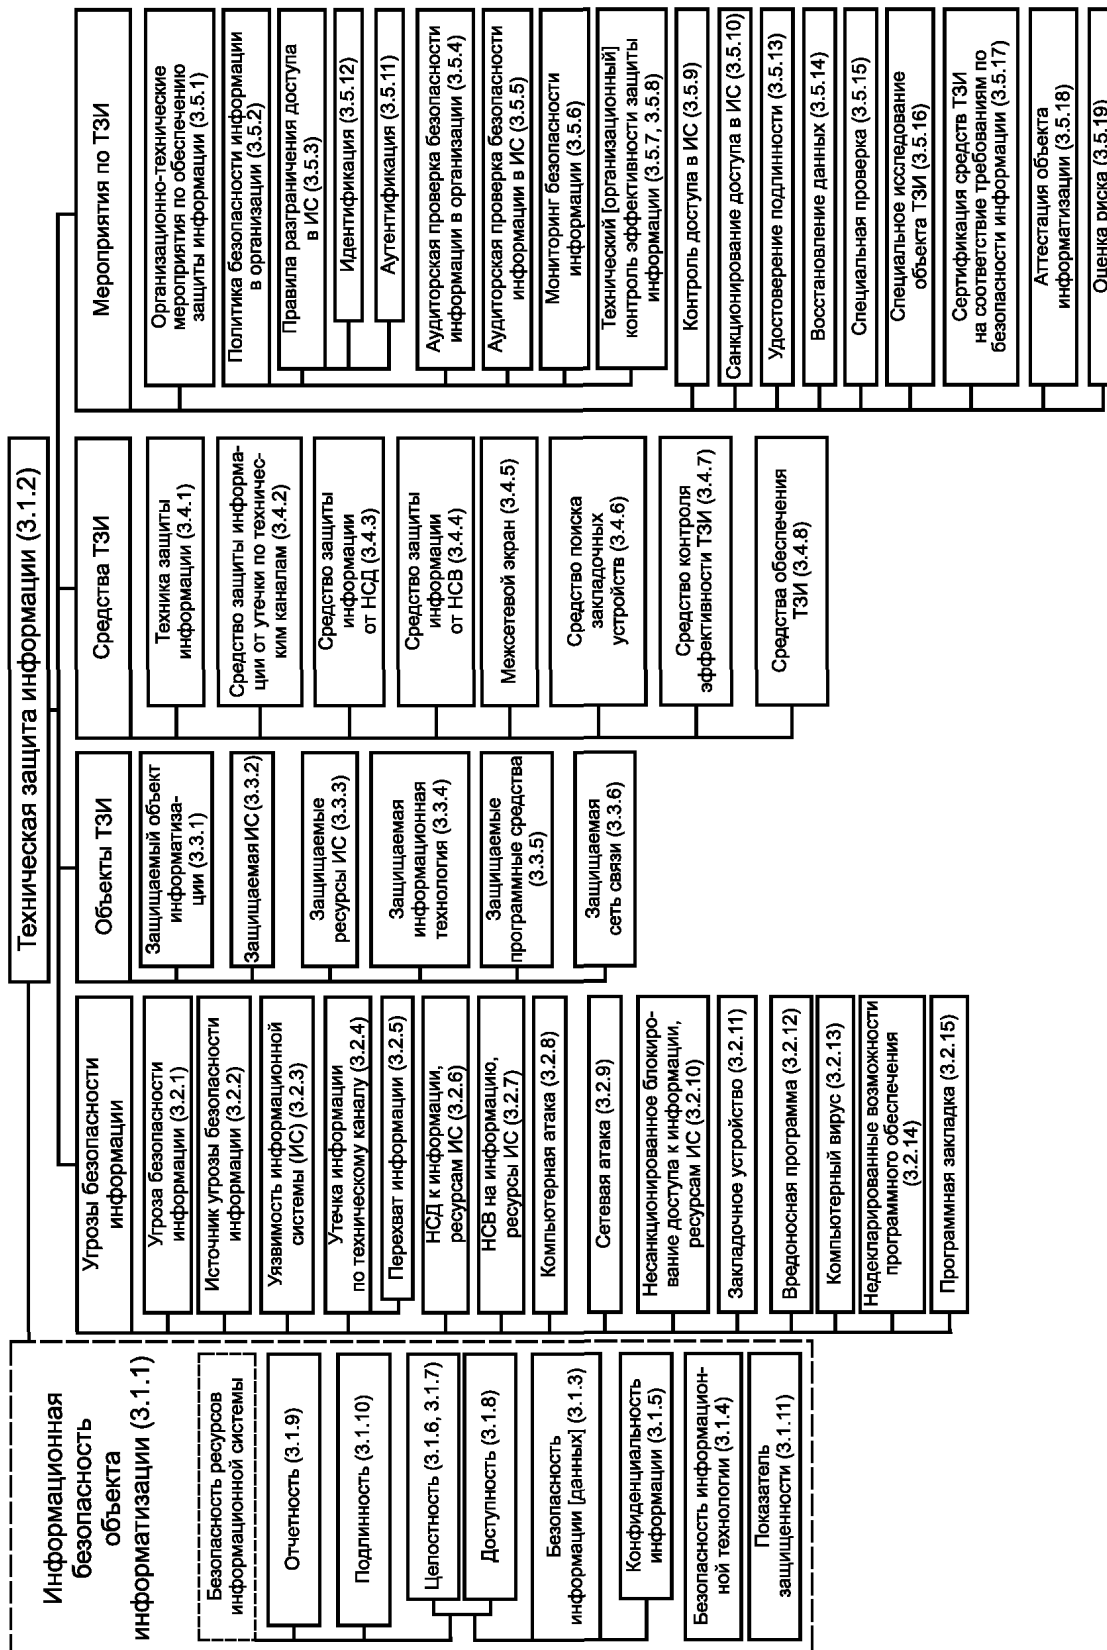 Техническая защита информации (3.1.2)
Информационная
безопасность
объекта
информатизации (3.1.1)
Безопасность ресурсов
информационной системы
Отчетность (3.1.9)
Подлинность (3.1.10)
Целостность (3.1.6, 3.1.7)
Доступность (3.1.8)
Безопасность
информации [данных] (3.1.3)
Конфиденциальность
информации (3.1.5)
Безопасность информацион-
ной технологии (3.1.4)
Показатель
защищенности (3.1.11)
Угрозы безопасности
информации
Угроза безопасности
информации (3.2.1)
Источник угрозы безопасности
информации (3.2.2)
Уязвимость информационной
системы (ИС) (3.2.3)
Утечка информации
по техническому каналу (3.2.4)
Перехват информации (3.2.5)
НСД к информации,
ресурсам ИС (3.2.6)
НСВ на информацию,
ресурсы ИС (3.2.7)
Компьютерная атака (3.2.8)
Сетевая атака (3.2.9)
Несанкционированное блокиро-
вание доступа к информации,
ресурсам ИС (3.2.10)
Закладочное устройство (3.2.11)
Вредоносная программа (3.2.12)
Компьютерный вирус (3.2.13)
Недекларированные возможности
программного обеспечения
(3.2.14)
Программная закладка (3.2.15)
Объекты ТЗИ
Защищаемый объект
информатиза-
ции (3.3.1)
Защищаемая ИС (3.3.2)
Защищаемые
ресурсы ИС (3.3.3)
Защищаемая
информационная
технология (3.3.4)
Защищаемые
программные средства
(3.3.5)
Защищаемая
сеть связи (3.3.6)
Средства ТЗИ
Техника защиты
информации (3.4.1)
Средство защиты информа-
ции от утечки по техничес-
ким каналам (3.4.2)
Средство защиты
информации
от НСД (3.4.3)
Средство защиты
информации
от НСВ (3.4.4)
Межсетевой экран (3.4.5)
Средство поиска
закладочных
устройств (3.4.6)
Средство контроля
эффективности ТЗИ (3.4.7)
Средства обеспечения
ТЗИ (3.4.8)
Мероприятия по ТЗИ
Организационно-технические
мероприятия по обеспечению
защиты информации (3.5.1)
Политика безопасности информации
в организации (3.5.2)
Правила разграничения доступа
в ИС (3.5.3)
Идентификация (3.5.12)
Аутентификация (3.5.11)
Аудиторская проверка безопасности
информации в организации (3.5.4)
Аудиторская проверка безопасности
информации в ИС (3.5.5)
Мониторинг безопасности
информации (3.5.6)
Технический [организационный]
контроль эффективности защиты
информации (3.5.7, 3.5.8)
Контроль доступа в ИС (3.5.9)
Санкционирование доступа в ИС (3.5.10)
Удостоверение подлинности (3.5.13)
Восстановление данных (3.5.14)
Специальная проверка (3.5.15)
Специальное исследование
объекта ТЗИ (3.5.16)
Сертификация средств ТЗИ
на соответствие требованиям по
безопасности информации (3.5.17)
Аттестация объекта
информатизации (3.5.18)
Оценка риска (3.5.19)